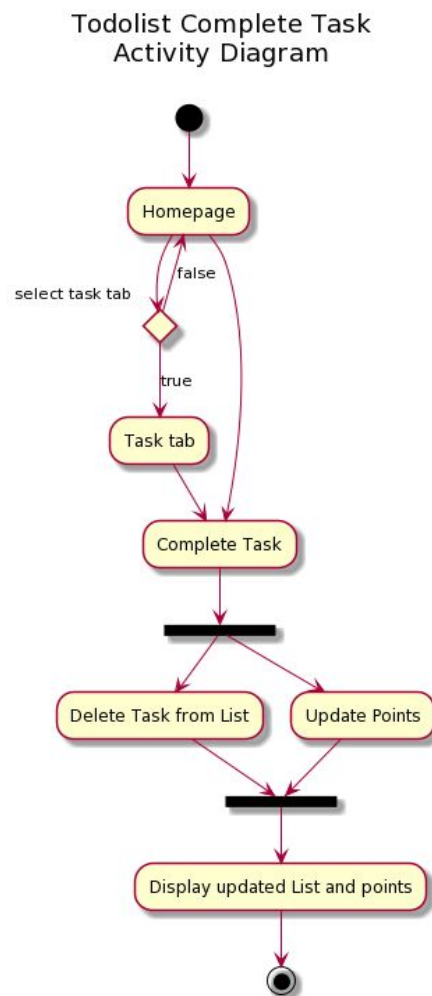 Todolist Complete Task
Activity Diagram
Homepage
false
select task tab
true
Task tab
Complete Task
Delete Task from List
Update Points
Display updated List and points